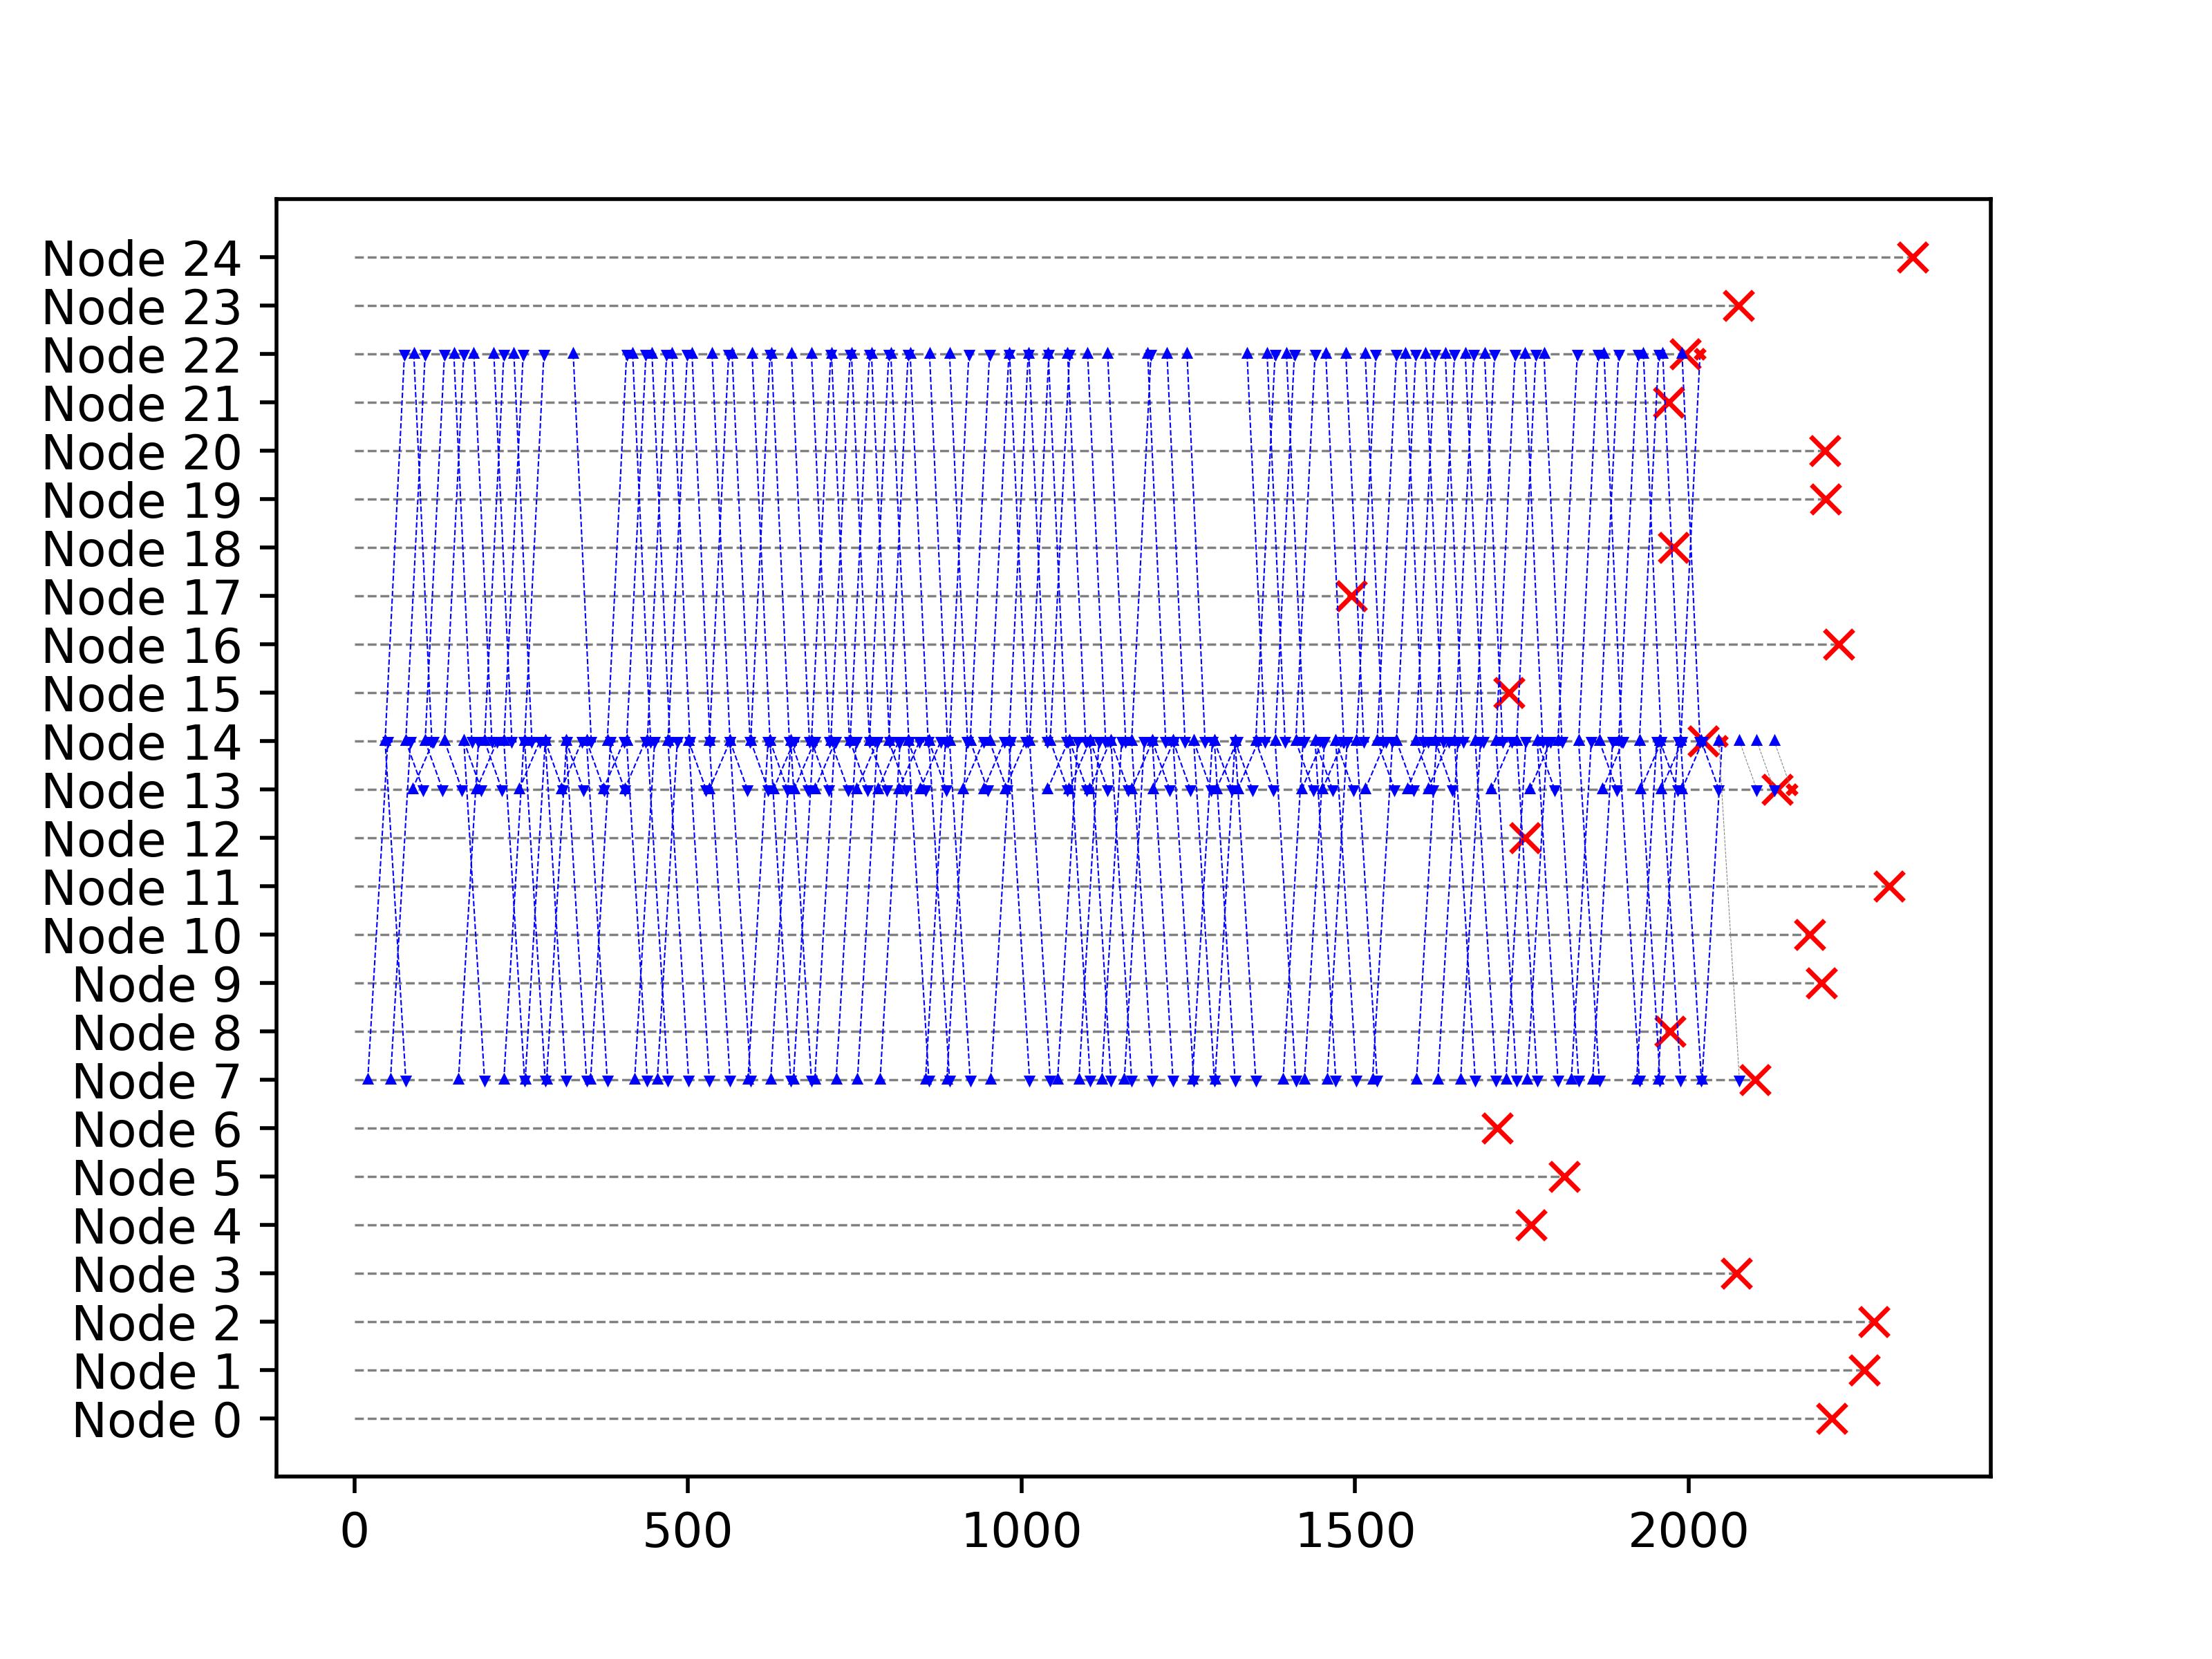 Node 24
Node 23
Node 22
Node 21
Node 20
Node 19
Node 18
Node 17
Node 16
Node 15
Node 14
Node 13
Node 12
Node 11
Node 10
Node 9
Node 8
Node 7
Node 6
Node 5
Node 4
Node 3
Node 2
Node 1
Node 0
0 500 1000 1500 2000